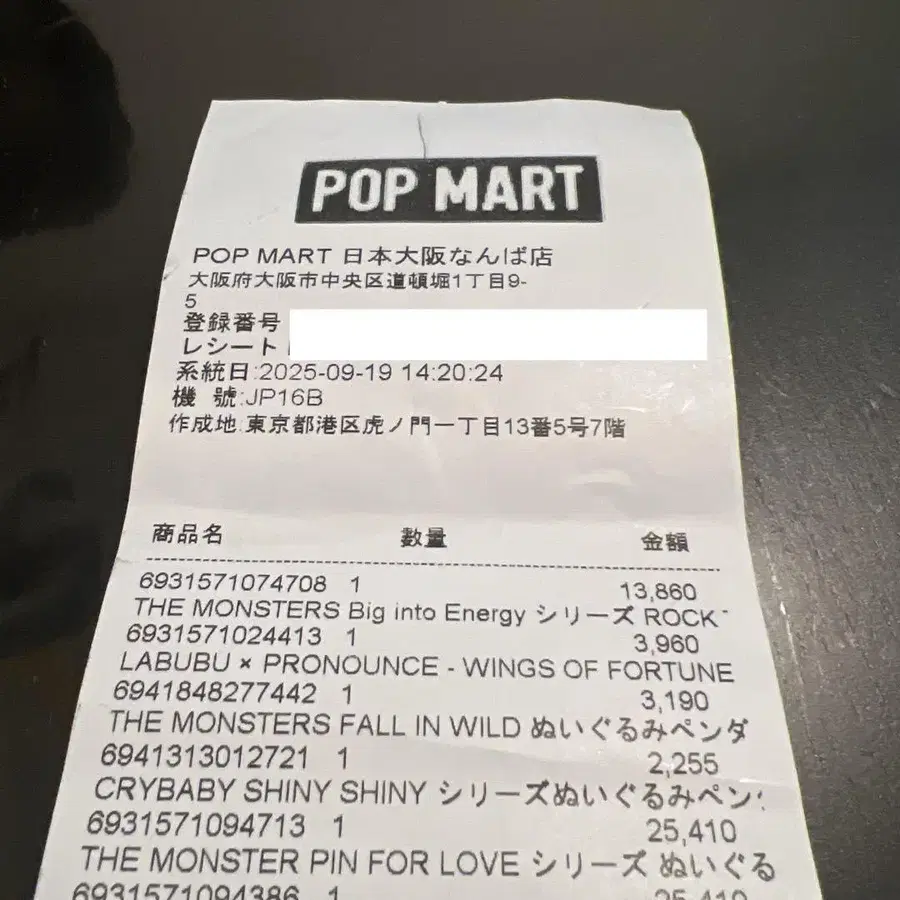 POP MART
POP MART 日本大阪なんば店
大阪府大阪市中央区道頓堀1丁目9-
5
登録番号
レシート
系統日:2025-09-19 14:20:24
機 號:JP16B
作成地:東京都港区虎ノ門一丁目13番5号7階
商品名 數量 金額
6931571074708 1 13,860
THE MONSTERS Big into Energy シリーズ ROCK
6931571024413 1 3,960
LABUBU × PRONOUNCE - WINGS OF FORTUNE
6941848277442 1 3,190
THE MONSTERS FALL IN WILD ぬいぐるみペンダ
6941313012721 1 2,255
CRYBABY SHINY SHINY シリーズぬいぐるみペン
6931571094713 1 25,410
THE MONSTER PIN FOR LOVE シリーズ ぬいぐる
6931571094386 1 25,410